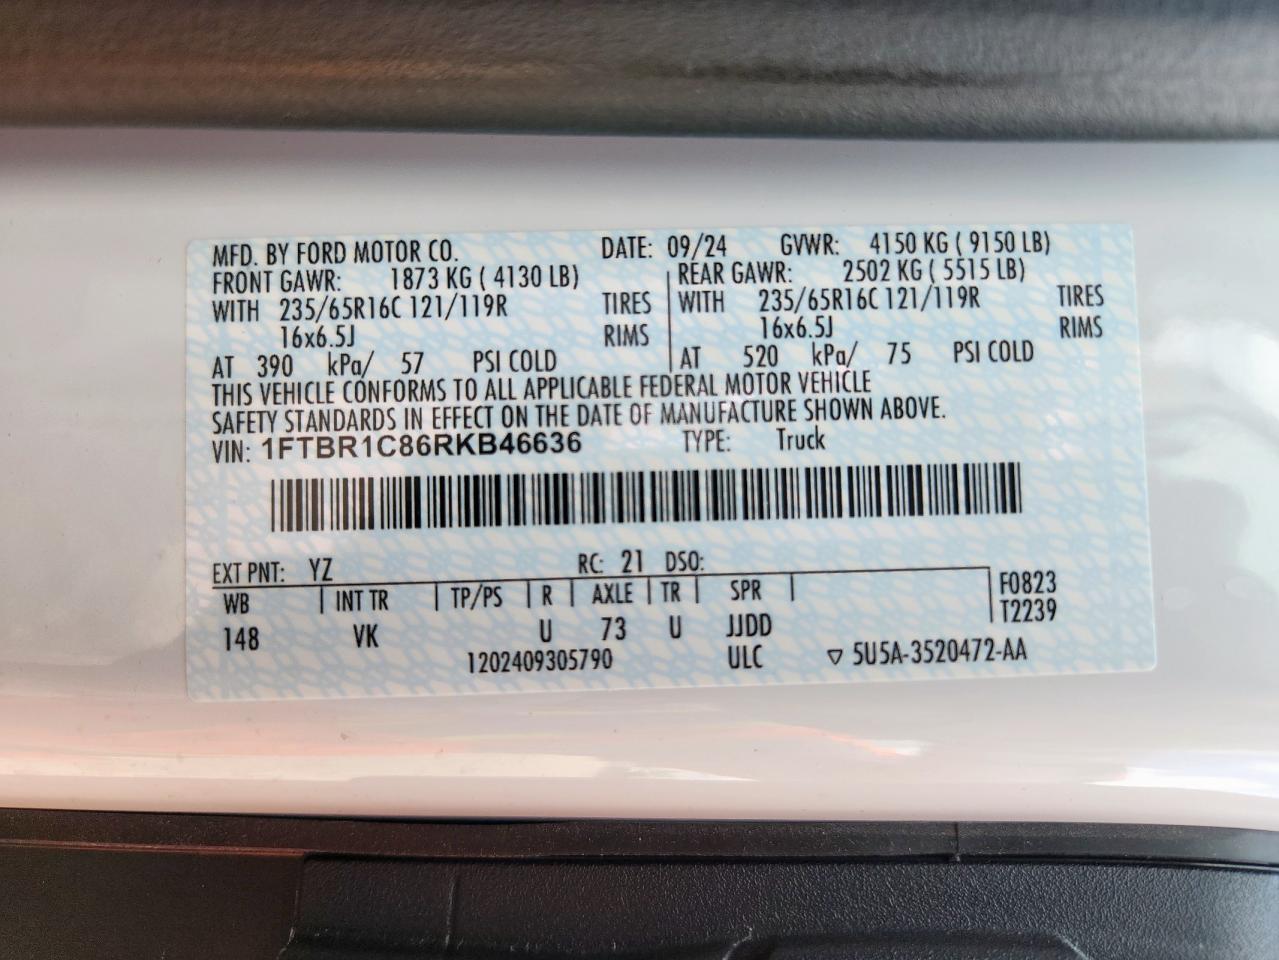 MFD. BY FORD MOTOR CO. DATE: 09/24 GVWR: 4150 KG ( 9150 LB)
FRONT GAWR: 1873 KG ( 4130 LB) REAR GAWR: 2502 KG ( 5515 LB)
WITH 235/65R16C 121/119R TIRES WITH 235/65R16C 121/119R TIRES
16x6.5J RIMS 16x6.5J RIMS
AT 390 kPa/ 57 PSI COLD AT 520 kPa/ 75 PSI COLD
THIS VEHICLE CONFORMS TO ALL APPLICABLE FEDERAL MOTOR VEHICLE
SAFETY STANDARDS IN EFFECT ON THE DATE OF MANUFACTURE SHOWN ABOVE.
VIN: 1FTBR1C86RKB46636 TYPE: Truck
EXT PNT: YZ RC: 21 DSO:
WB INT TR TP/PS R AXLE TR SPR F0823
148 VK U 73 U JJDD T2239
1202409305790 ULC ▽ 5U5A-3520472-AA